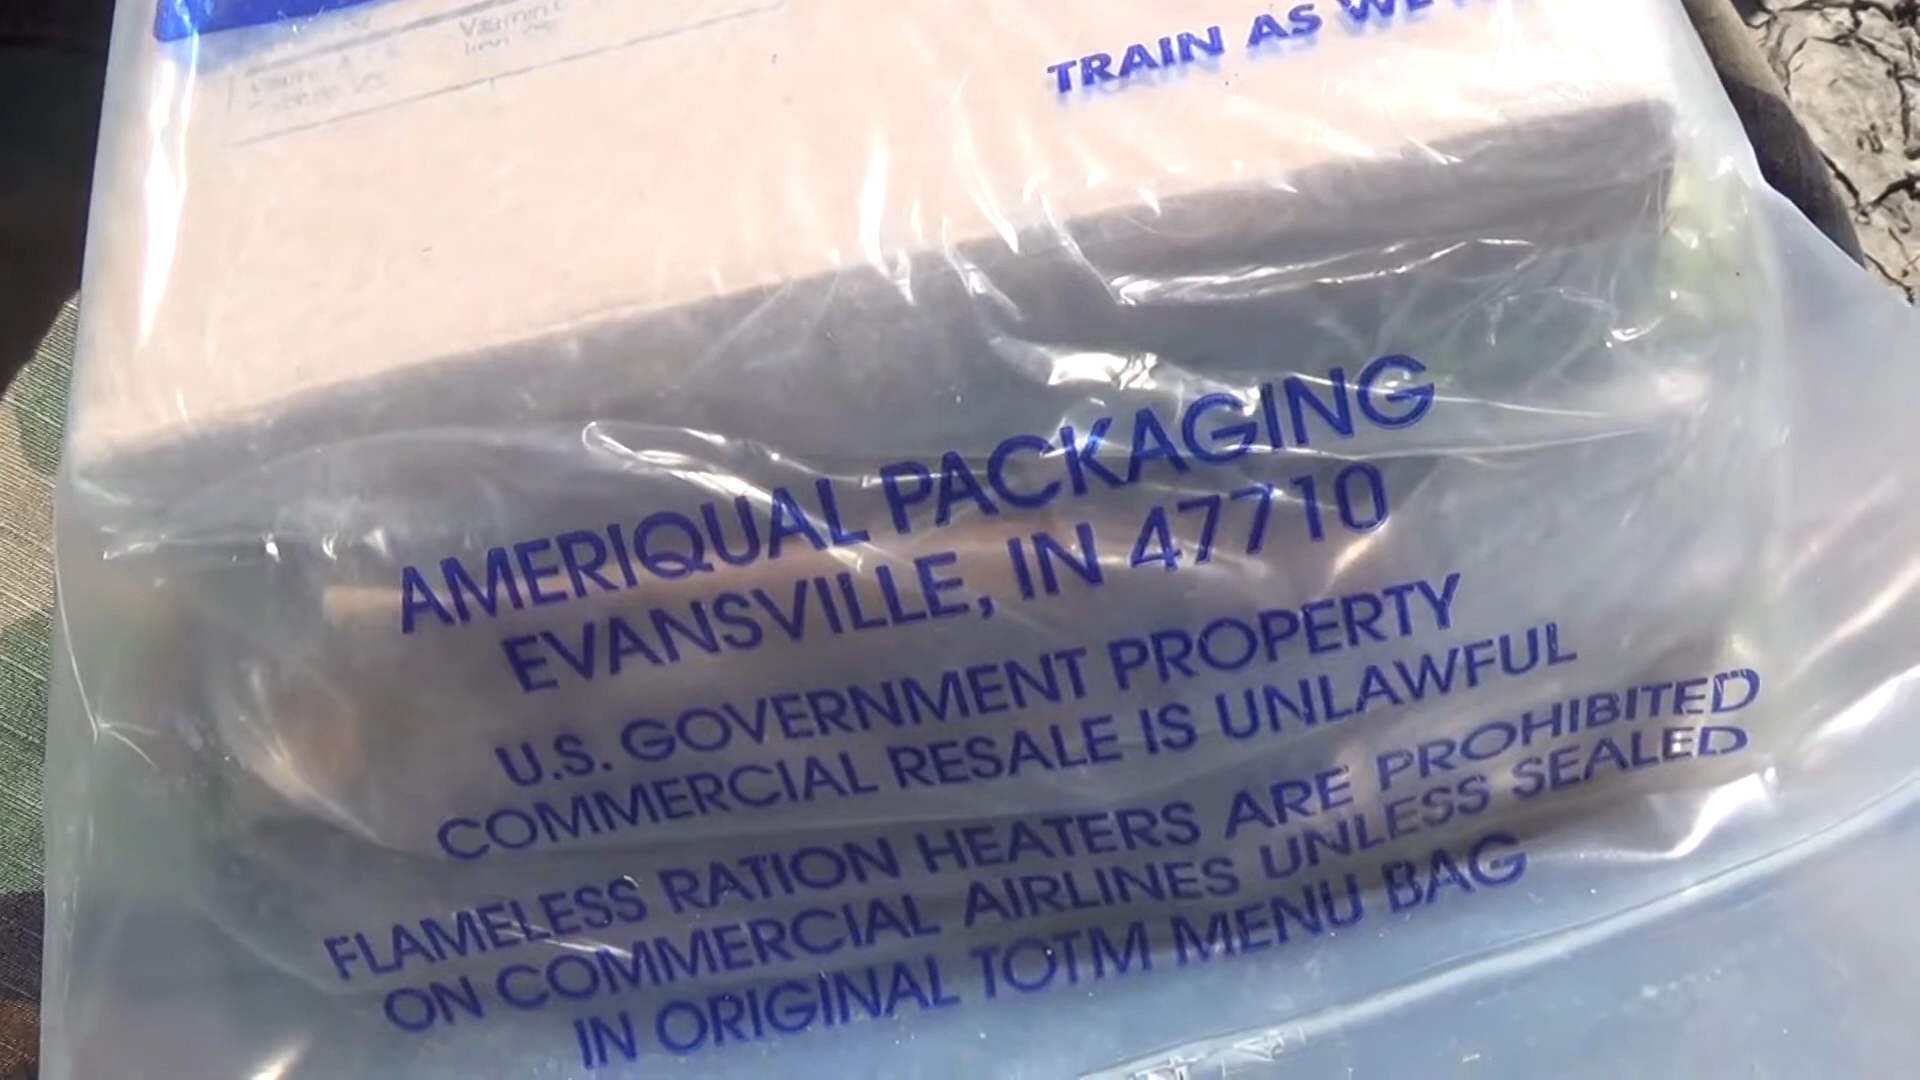 Vitamin
TRAIN AS WE
AMERIQUAL PACKAGING
EVANSVILLE, IN 47710
U.S. GOVERNMENT PROPERTY
COMMERCIAL RESALE IS UNLAWFUL
FLAMELESS RATION HEATERS ARE PROHIBITED
ON COMMERCIAL AIRLINES UNLESS SEALED
IN ORIGINAL TOTM MENU BAG